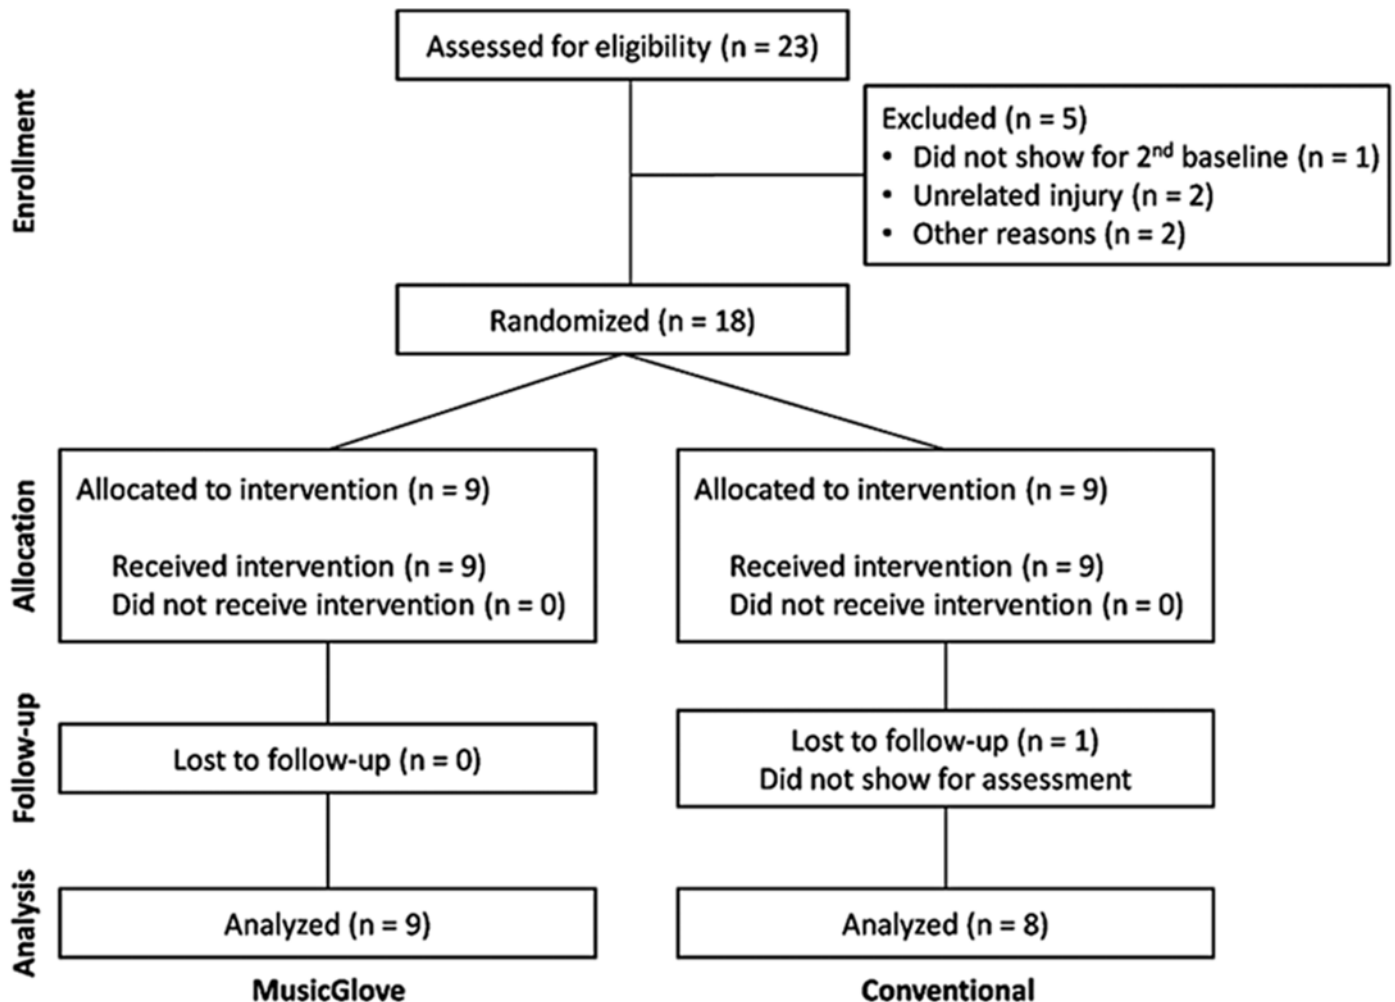 Enrollment
Assessed for eligibility (n = 23)
Excluded (n = 5)
• Did not show for 2nd baseline (n = 1)
• Unrelated injury (n = 2)
• Other reasons (n = 2)
Randomized (n = 18)
Allocation
Allocated to intervention (n = 9)
Received intervention (n = 9)
Did not receive intervention (n = 0)
Allocated to intervention (n = 9)
Received intervention (n = 9)
Did not receive intervention (n = 0)
Follow-up
Lost to follow-up (n = 0)
Lost to follow-up (n = 1)
Did not show for assessment
Analysis
Analyzed (n = 9)
Analyzed (n = 8)
MusicGlove
Conventional